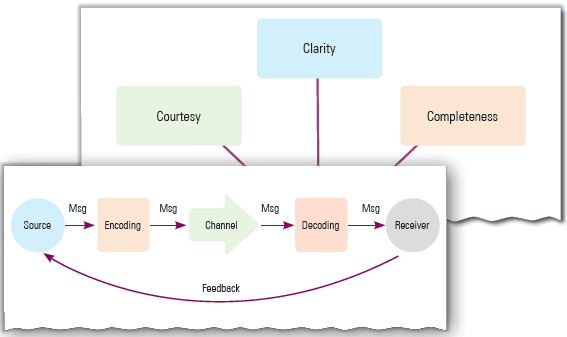 Clarity
Courtesy
Completeness
Msg
Msg
Msg
Msg
Source
Encoding
Channel
Decoding
Receiver
Feedback